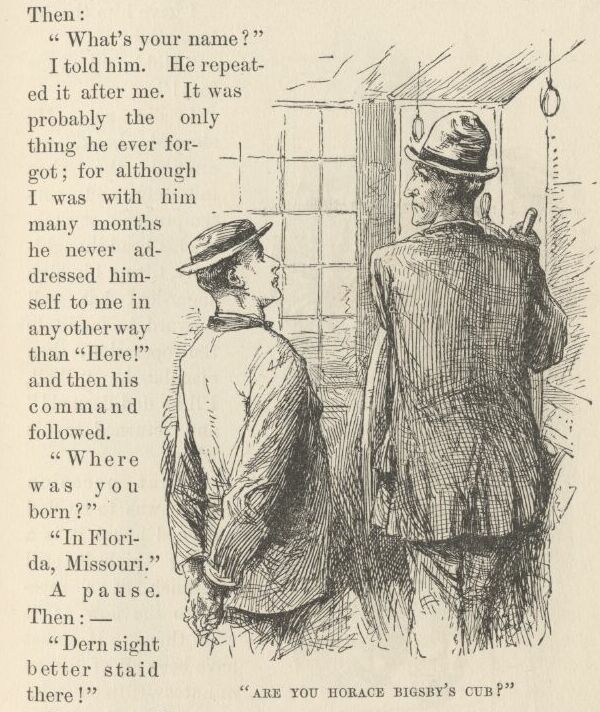 Then:
"What's your name?"
I told him. He repeat-
ed it after me. It was
probably the only
thing he ever for-
got; for although
I was with him
many months
he never ad-
dressed him-
self to me in
any other way
than "Here!"
and then his
command
followed.
"Where
was you
born?"
"In Flori-
da, Missouri."
A pause.
Then:—
"Dern sight
better staid
there!"
"ARE YOU HORACE BIGSBY'S CUB?"